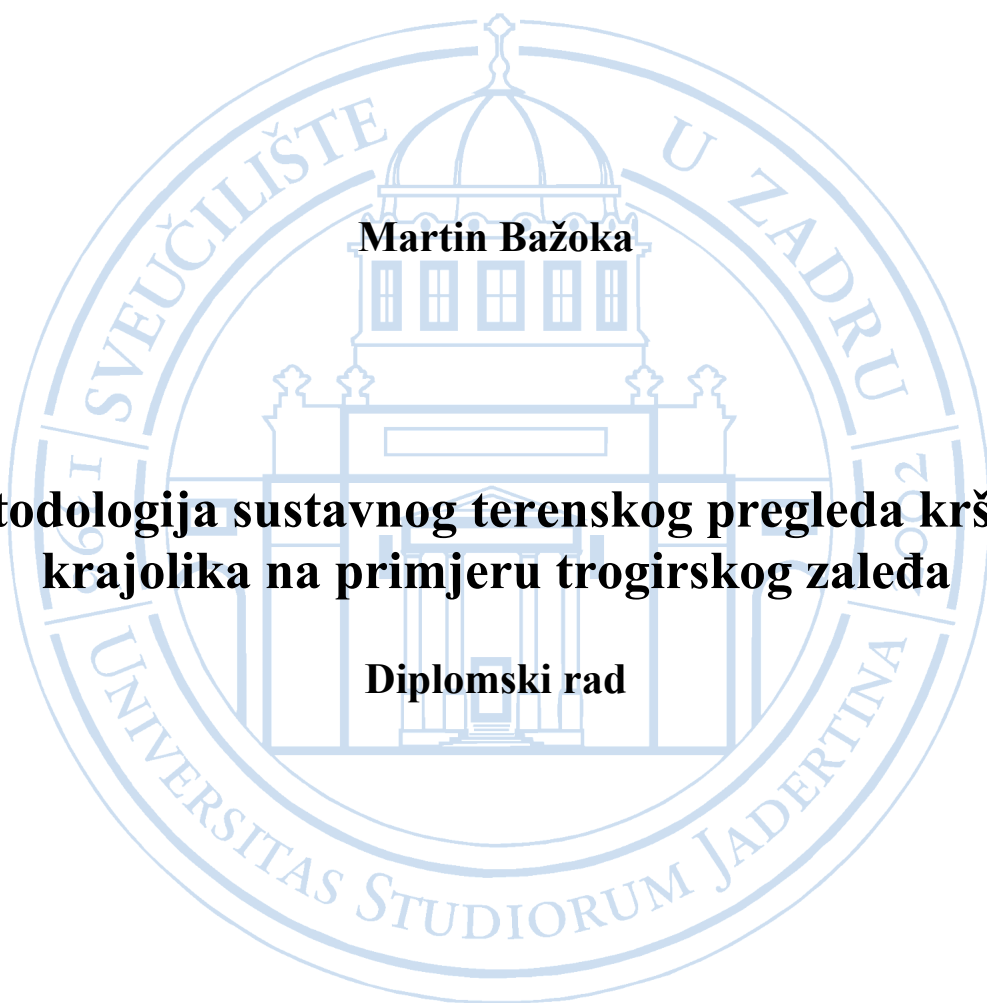 SVEUČILIŠTE U ZADRU
Martin Bažoka
todologija sustavnog terenskog pregleda krš
krajolika na primjeru trogirskog zaleđa
Diplomski rad
2002
UNIVERSITAS STUDIORUM JADERTINA